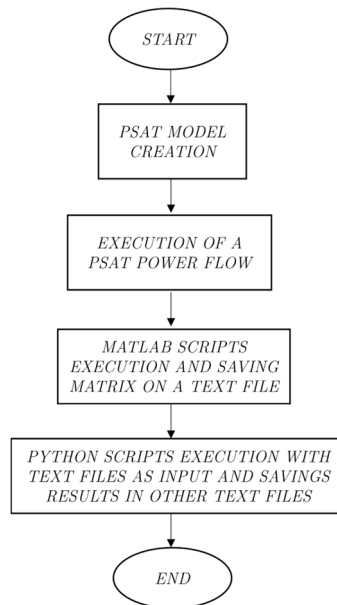 START
PSAT MODEL
CREATION
EXECUTION OF A
PSAT POWER FLOW
MATLAB SCRIPTS
EXECUTION AND SAVING
MATRIX ON A TEXT FILE
PYTHON SCRIPTS EXECUTION WITH
TEXT FILES AS INPUT AND SAVINGS
RESULTS IN OTHER TEXT FILES
END